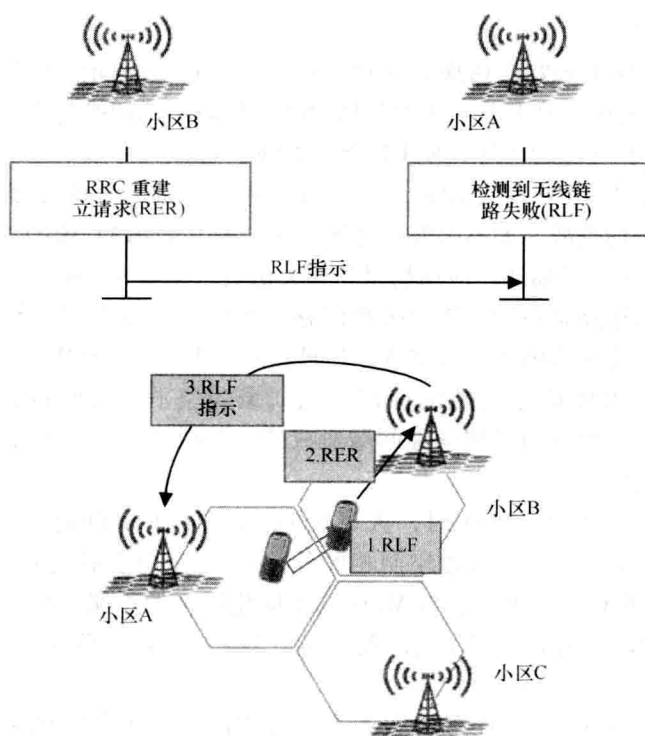 小区B
小区A
RRC 重建
立请求(RER)
检测到无线链
路失败(RLF)
RLF指示
3.RLF
指示
2.RER
小区B
1.RLF
小区A
小区C